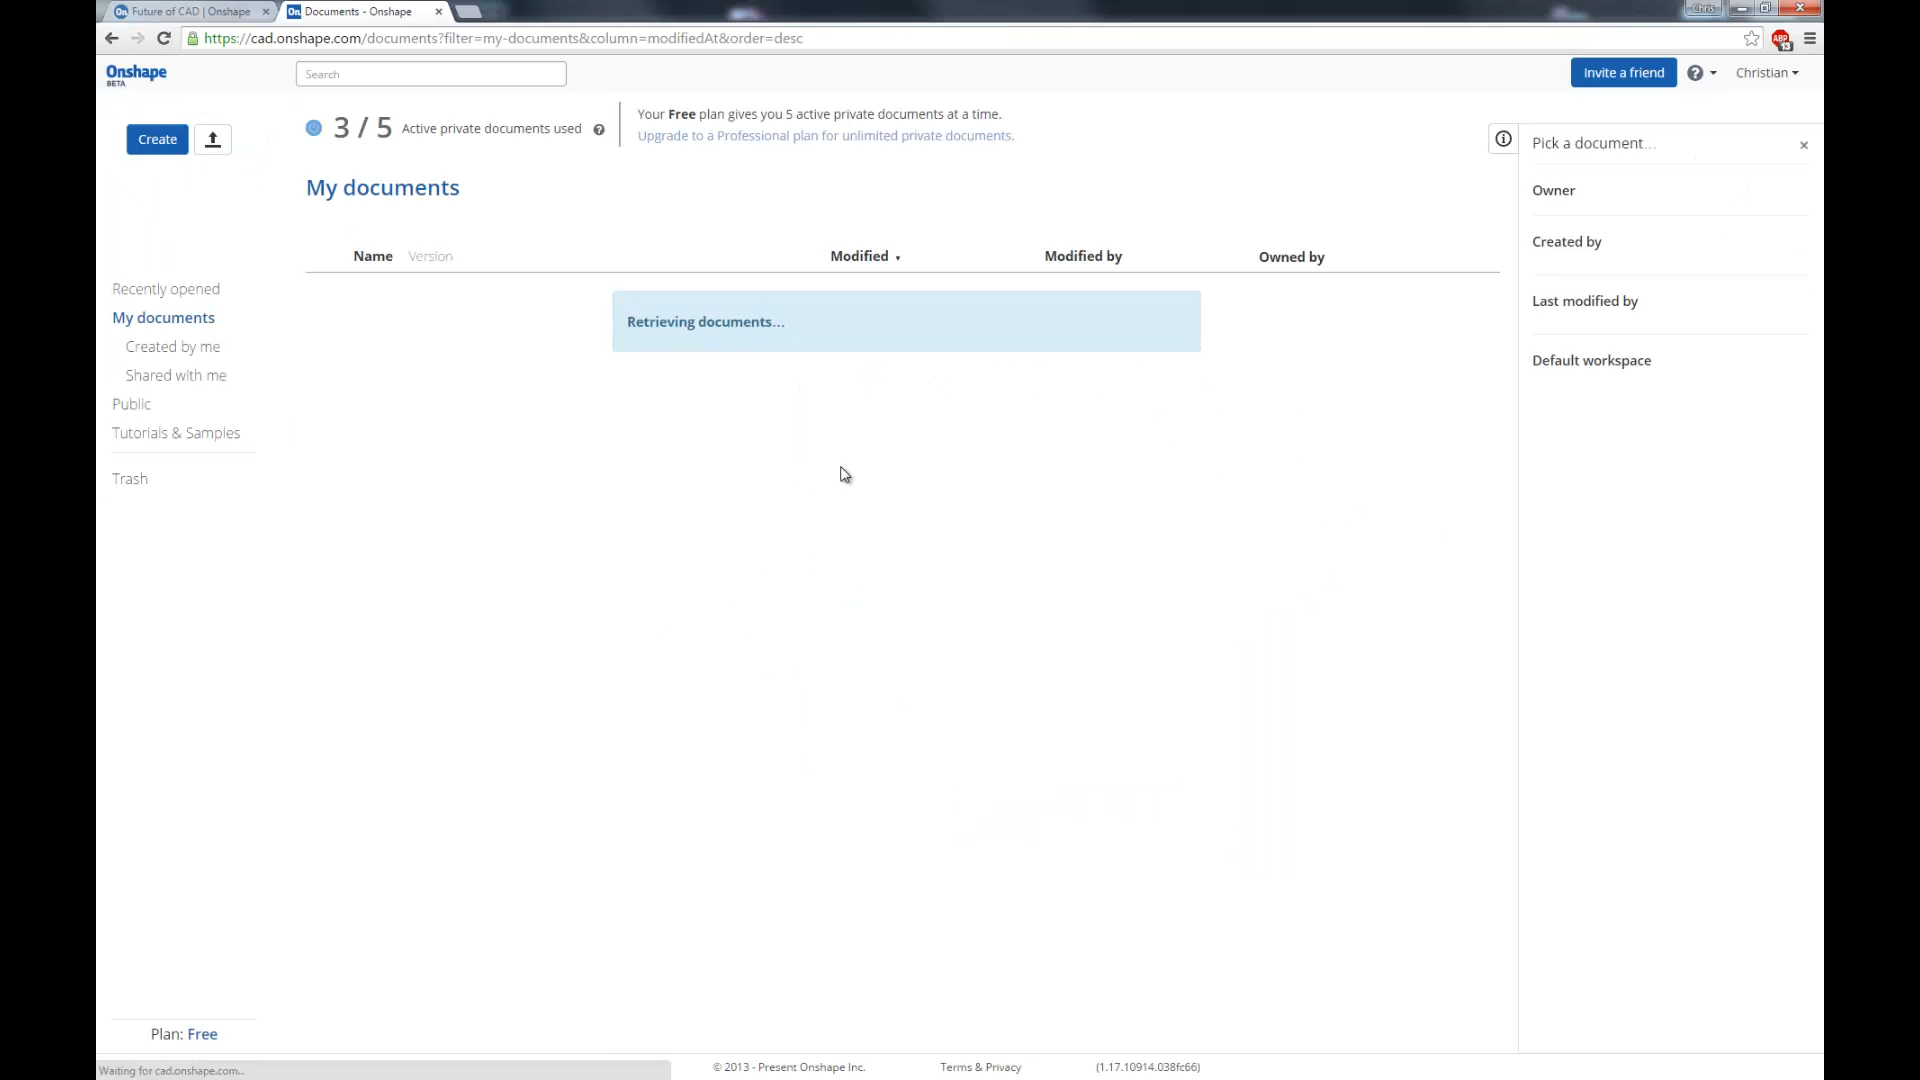 Future of CAD | Onshape
Documents - Onshape
Chris
https://cad.onshape.com/documents?filter=my-documents&column=modifiedAt&order=desc
ABP
13
Onshape
BETA
Search
Invite a friend
Christian
Create
3 / 5 Active private documents used
Your Free plan gives you 5 active private documents at a time.
Upgrade to a Professional plan for unlimited private documents.
Pick a document...
My documents
Owner
Name Version Modified Modified by Owned by
Created by
Recently opened
My documents
Created by me
Shared with me
Public
Tutorials & Samples
Trash
Retrieving documents...
Last modified by
Default workspace
Plan: Free
Waiting for cad.onshape.com...
© 2013 - Present Onshape Inc. Terms & Privacy (1.17.10914.038fc66)